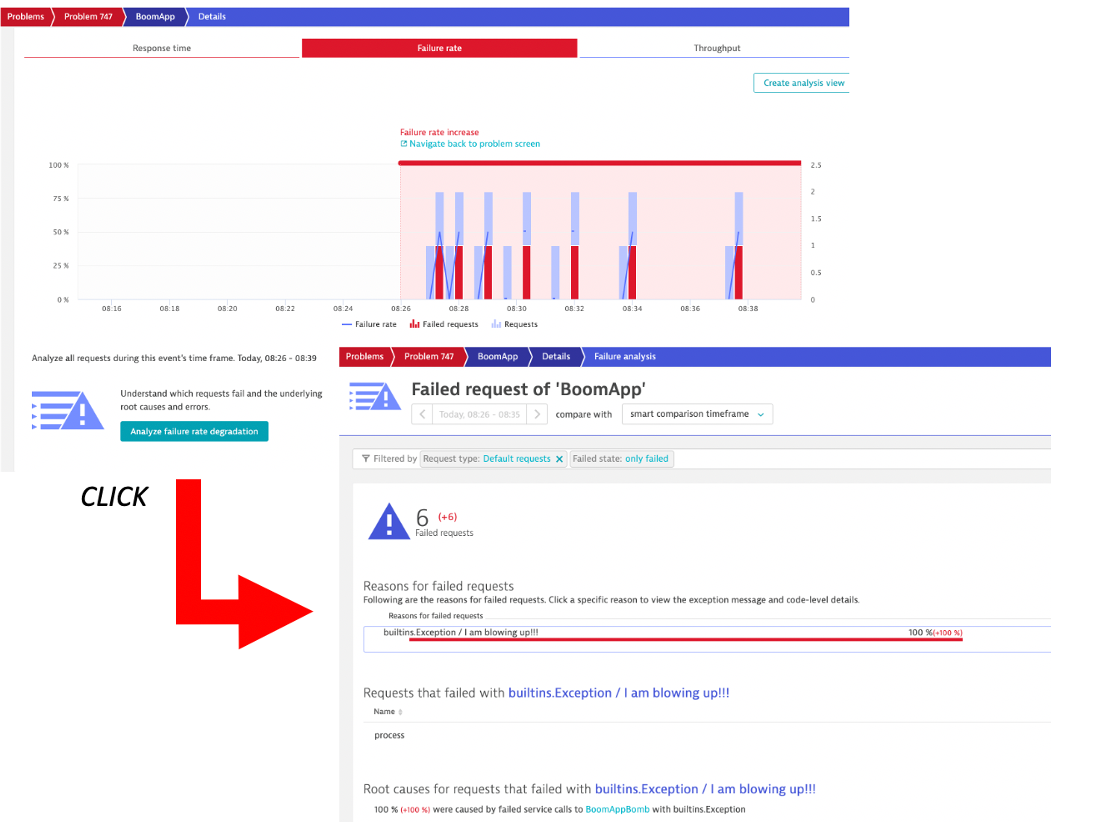 Problems Problem 747 BoomApp Details
Response time Failure rate Throughput
Create analysis view
Failure rate increase
Navigate back to problem screen
100 % 2.5
2
75 %
1.5
50 %
1
25 %
0.5
0 % 0
08:16 08:18 08:20 08:22 08:24 08:26 08:28 08:30 08:32 08:34 08:36 08:38
Failure rate Failed requests Requests
Analyze all requests during this event's time frame. Today, 08:26 - 08:39
Understand which requests fail and the underlying
root causes and errors.
Analyze failure rate degradation
CLICK
Problems Problem 747 BoomApp Details Failure analysis
Failed request of 'BoomApp'
Today, 08:26 - 08:35 compare with smart comparison timeframe
Filtered by Request type: Default requests × Failed state: only failed
6 (+6)
Failed requests
Reasons for failed requests
Following are the reasons for failed requests. Click a specific reason to view the exception message and code-level details.
Reasons for failed requests
builtins.Exception / I am blowing up!!! 100 %(+100 %)
Requests that failed with builtins.Exception / I am blowing up!!!
Name
process
Root causes for requests that failed with builtins.Exception / I am blowing up!!!
100 % (+100 %) were caused by failed service calls to BoomAppBomb with builtins.Exception